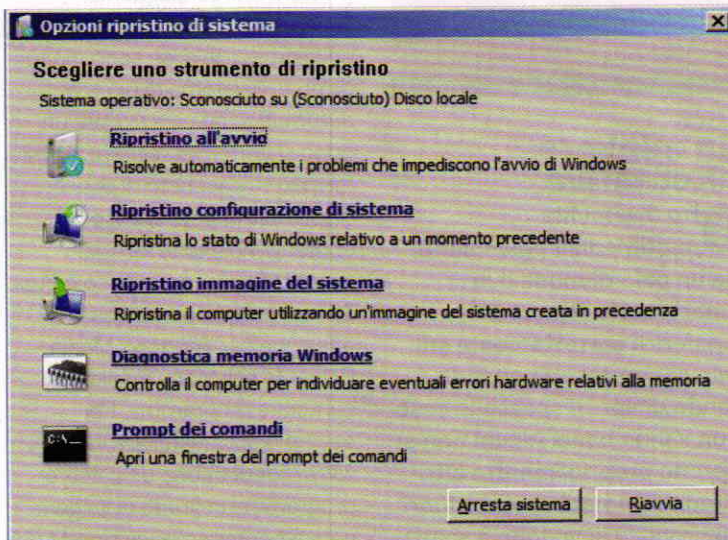 Opzioni ripristino di sistema
Scegliere uno strumento di ripristino
Sistema operativo: Sconosciuto su (Sconosciuto) Disco locale
Ripristino all'avvio
Risolve automaticamente i problemi che impediscono l'avvio di Windows
Ripristino configurazione di sistema
Ripristina lo stato di Windows relativo a un momento precedente
Ripristino immagine del sistema
Ripristina il computer utilizzando un'immagine del sistema creata in precedenza
Diagnostica memoria Windows
Controlla il computer per individuare eventuali errori hardware relativi alla memoria
C:\_
Prompt dei comandi
Apri una finestra del prompt dei comandi
Arresta sistema Riavvia